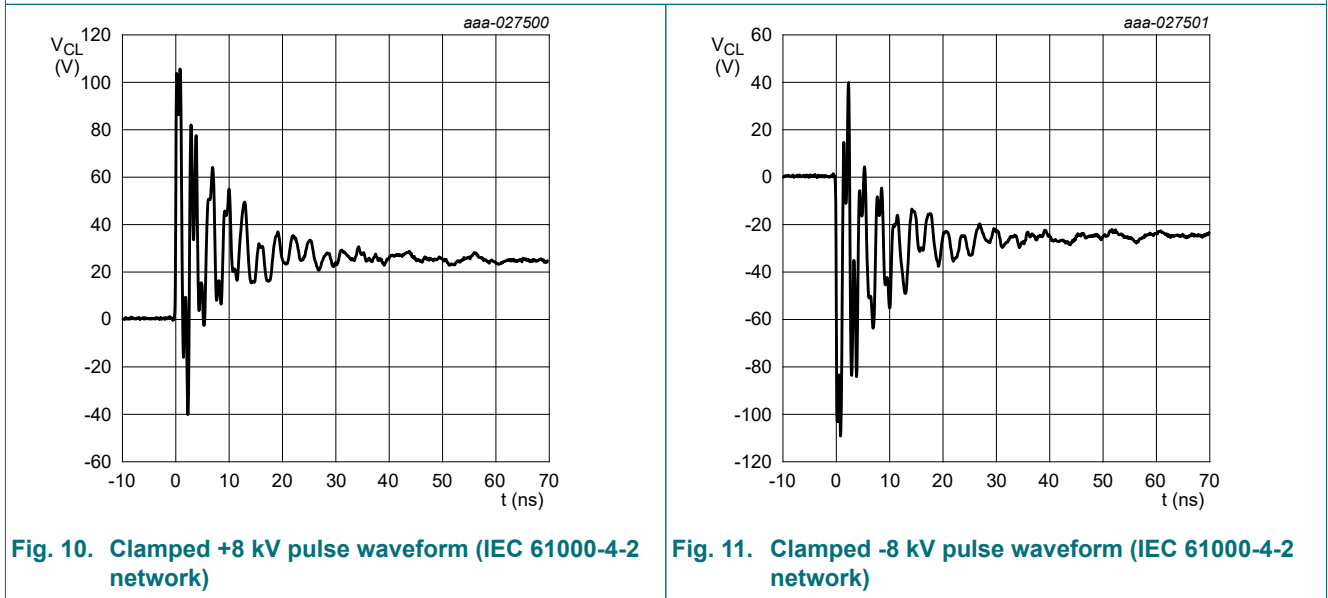 aaa-027500
V_CL
(V)
120
100
80
60
40
20
0
-20
-40
-60
-10 0 10 20 30 40 50 60 70
t (ns)
Fig. 10. Clamped +8 kV pulse waveform (IEC 61000-4-2
network)
aaa-027501
V_CL
(V)
60
40
20
0
-20
-40
-60
-80
-100
-120
-10 0 10 20 30 40 50 60 70
t (ns)
Fig. 11. Clamped -8 kV pulse waveform (IEC 61000-4-2
network)